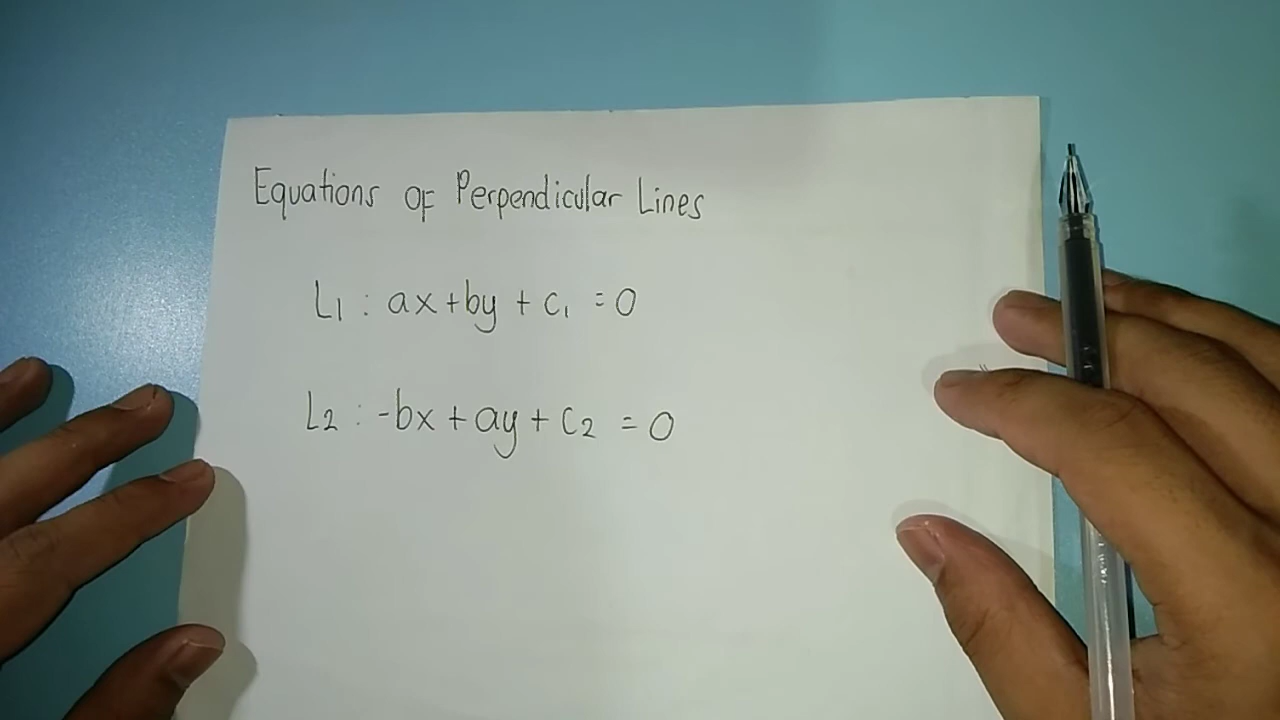 Equations of Perpendicular Lines
L₁ : ax+by + c₁ = 0
L₂ : -bx + ay + c₂ = 0